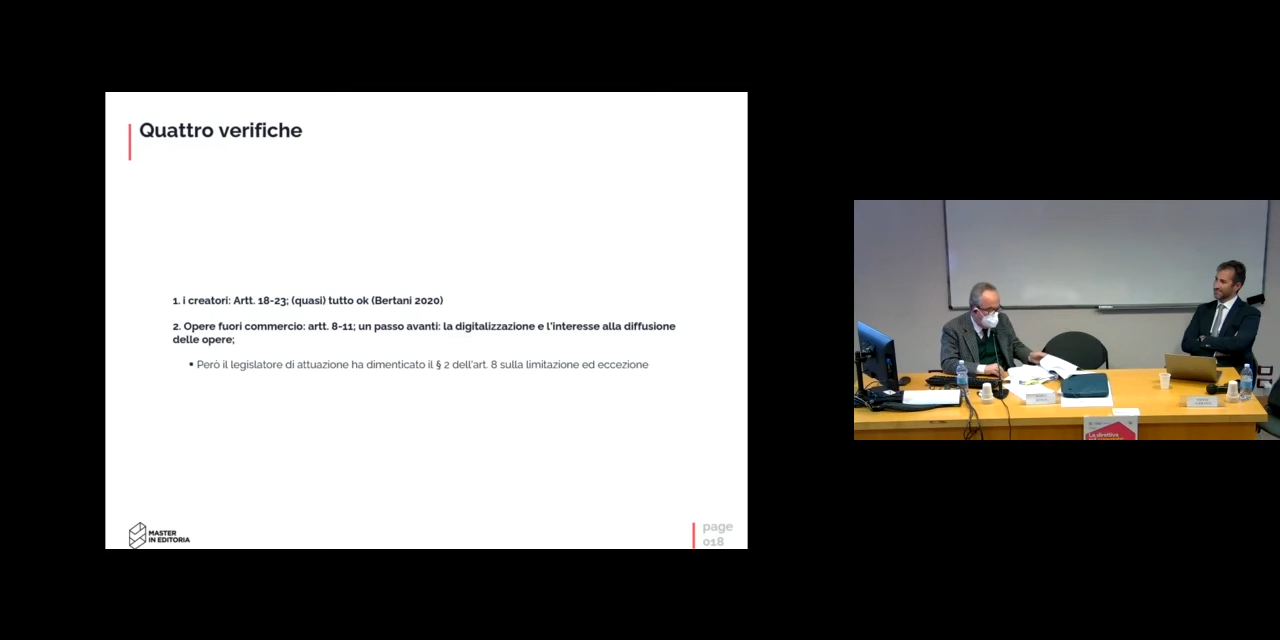 Quattro verifiche
1. i creatori: Artt. 18-23; (quasi) tutto ok (Bertani 2020)
2. Opere fuori commercio: artt. 8-11; un passo avanti: la digitalizzazione e l'interesse alla diffusione
delle opere;
▪ Però il legislatore di attuazione ha dimenticato il § 2 dell'art. 8 sulla limitazione ed eccezione
MASTER
IN EDITORIA
page
018
La direttiva